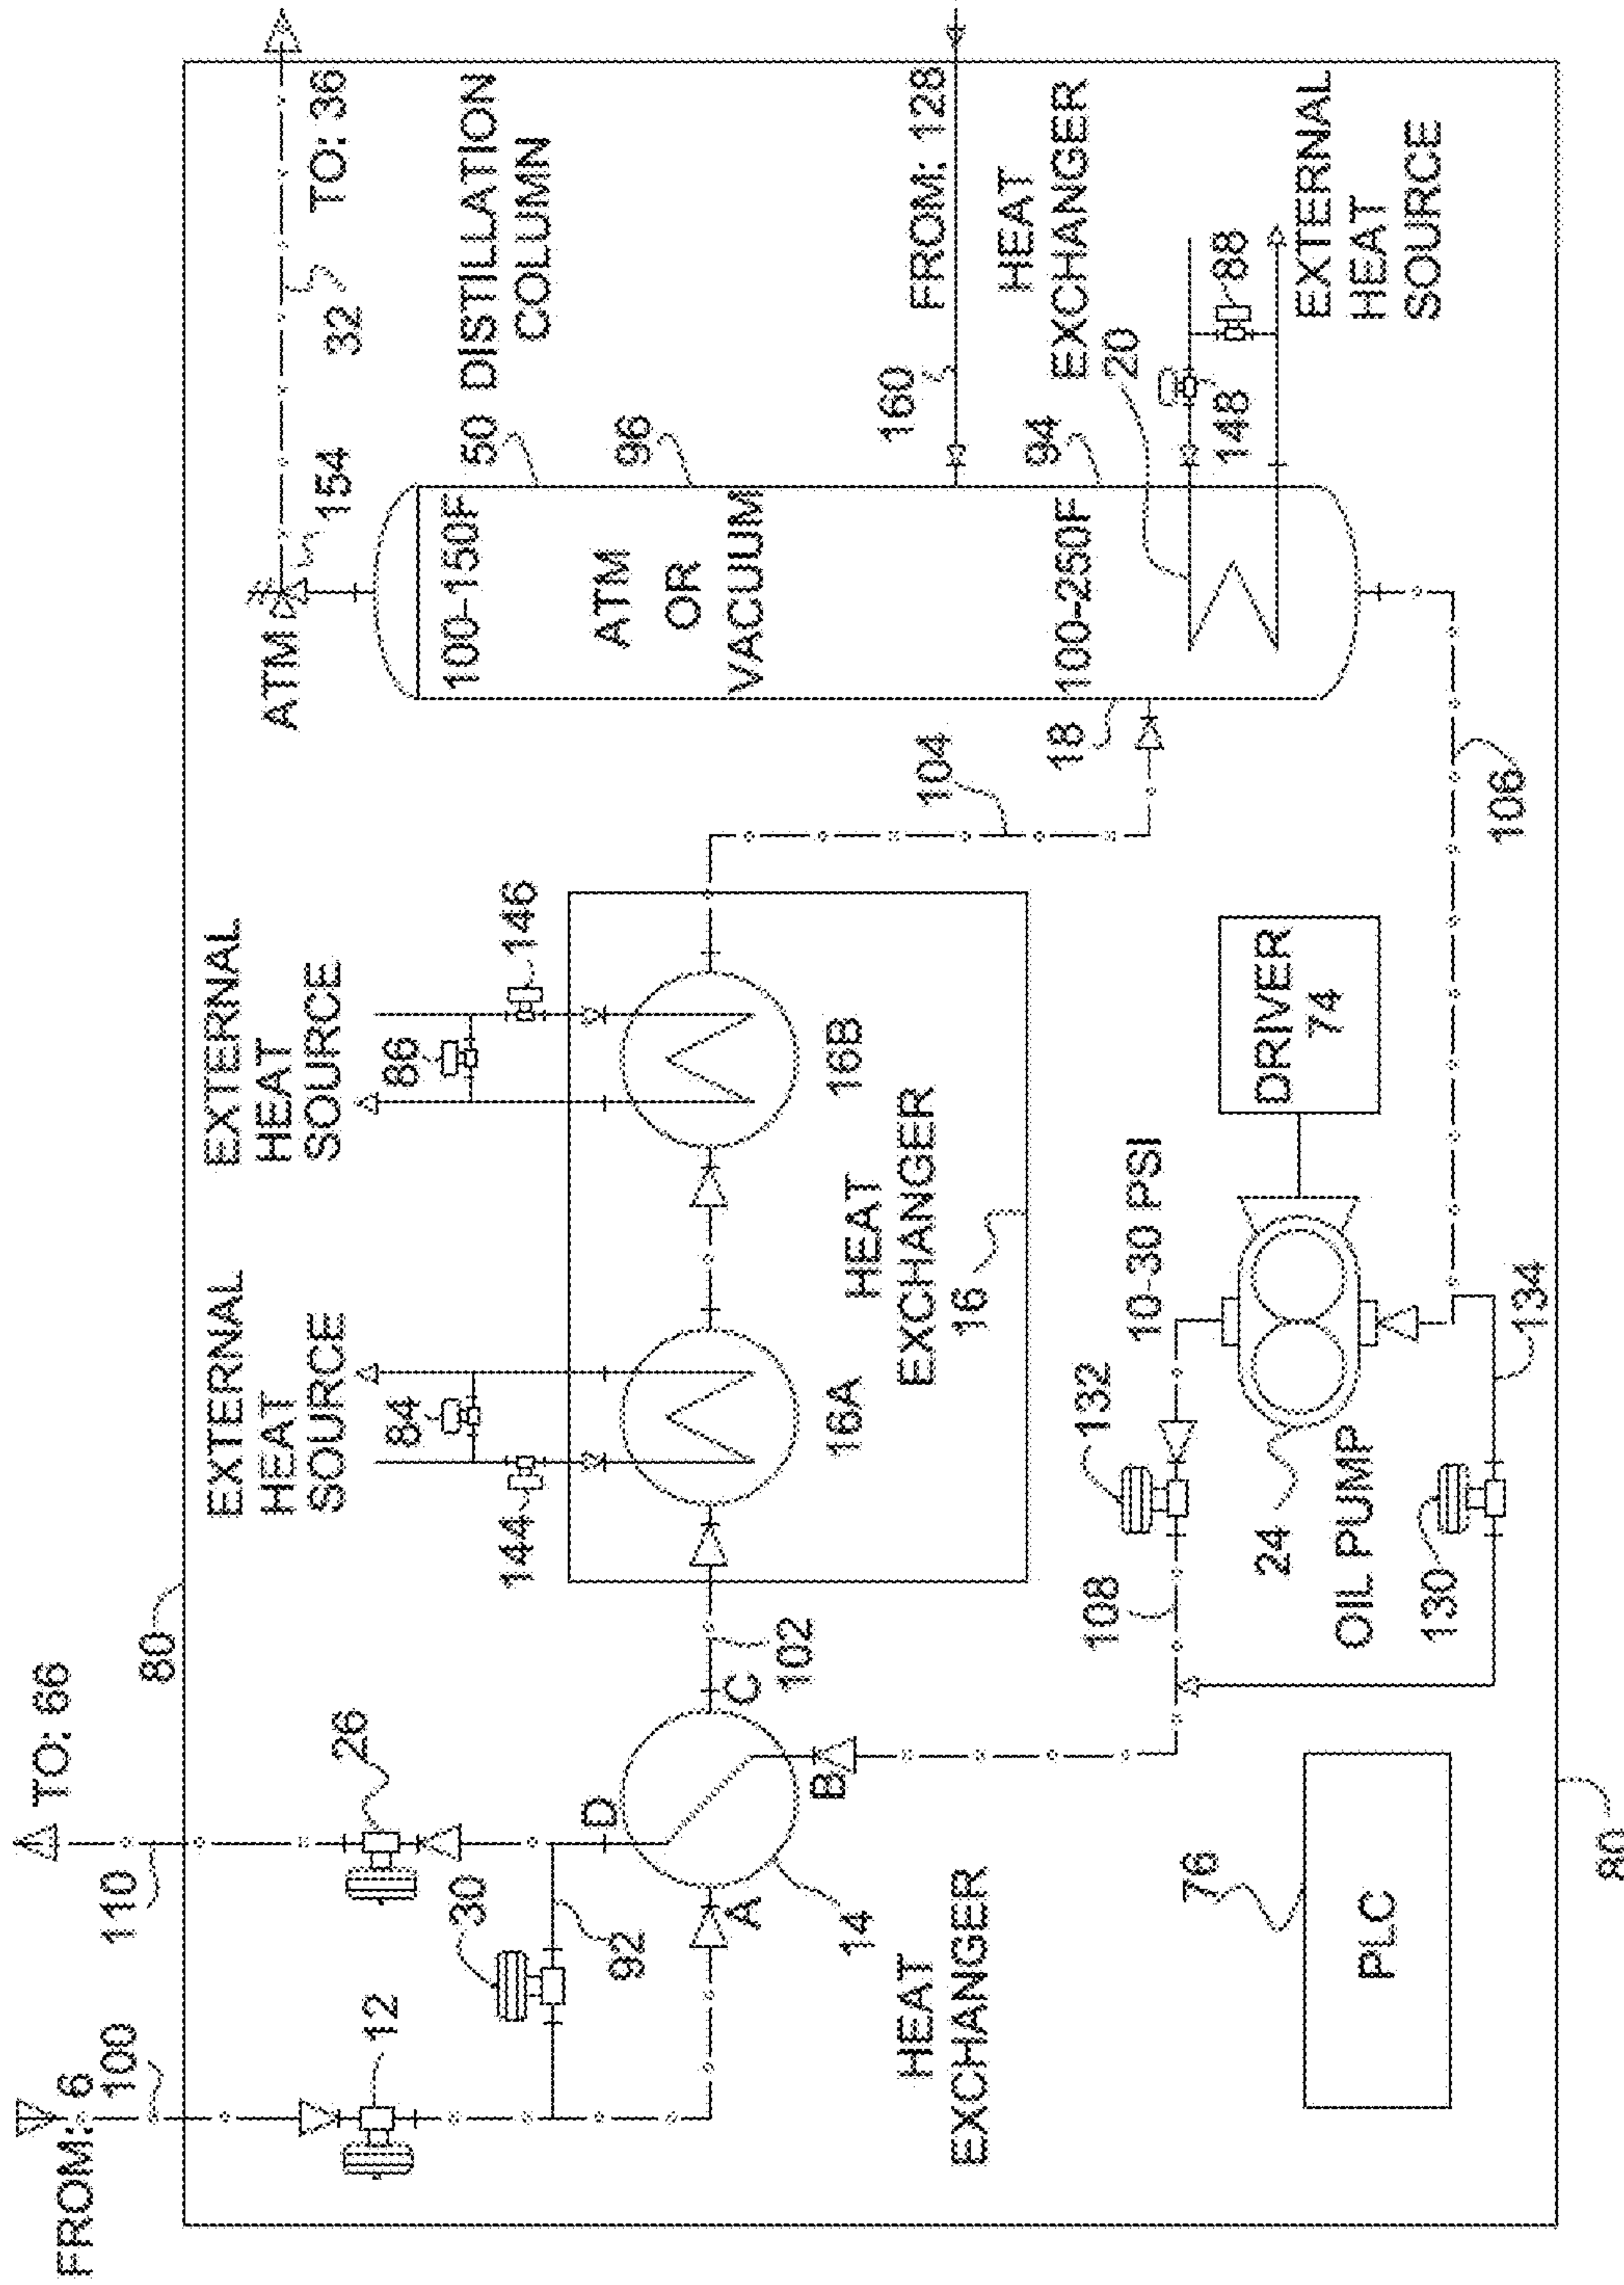 FROM: 6
100
TO: 66
110
80
12
26
30
92
D
A
B
C
14
HEAT
EXCHANGER
102
EXTERNAL
HEAT
SOURCE
84
144
16A
EXTERNAL
HEAT
SOURCE
86
146
16B
HEAT
EXCHANGER
16
104
ATM
154
32
TO: 36
50 DISTILLATION
COLUMN
100-150F
96
ATM
OR
VACUUM
160
FROM: 128
94
100-250F
18
HEAT
EXCHANGER
20
148
88
EXTERNAL
HEAT
SOURCE
106
DRIVER
74
10-30 PSI
132
108
24
OIL PUMP
130
134
76
PLC
80